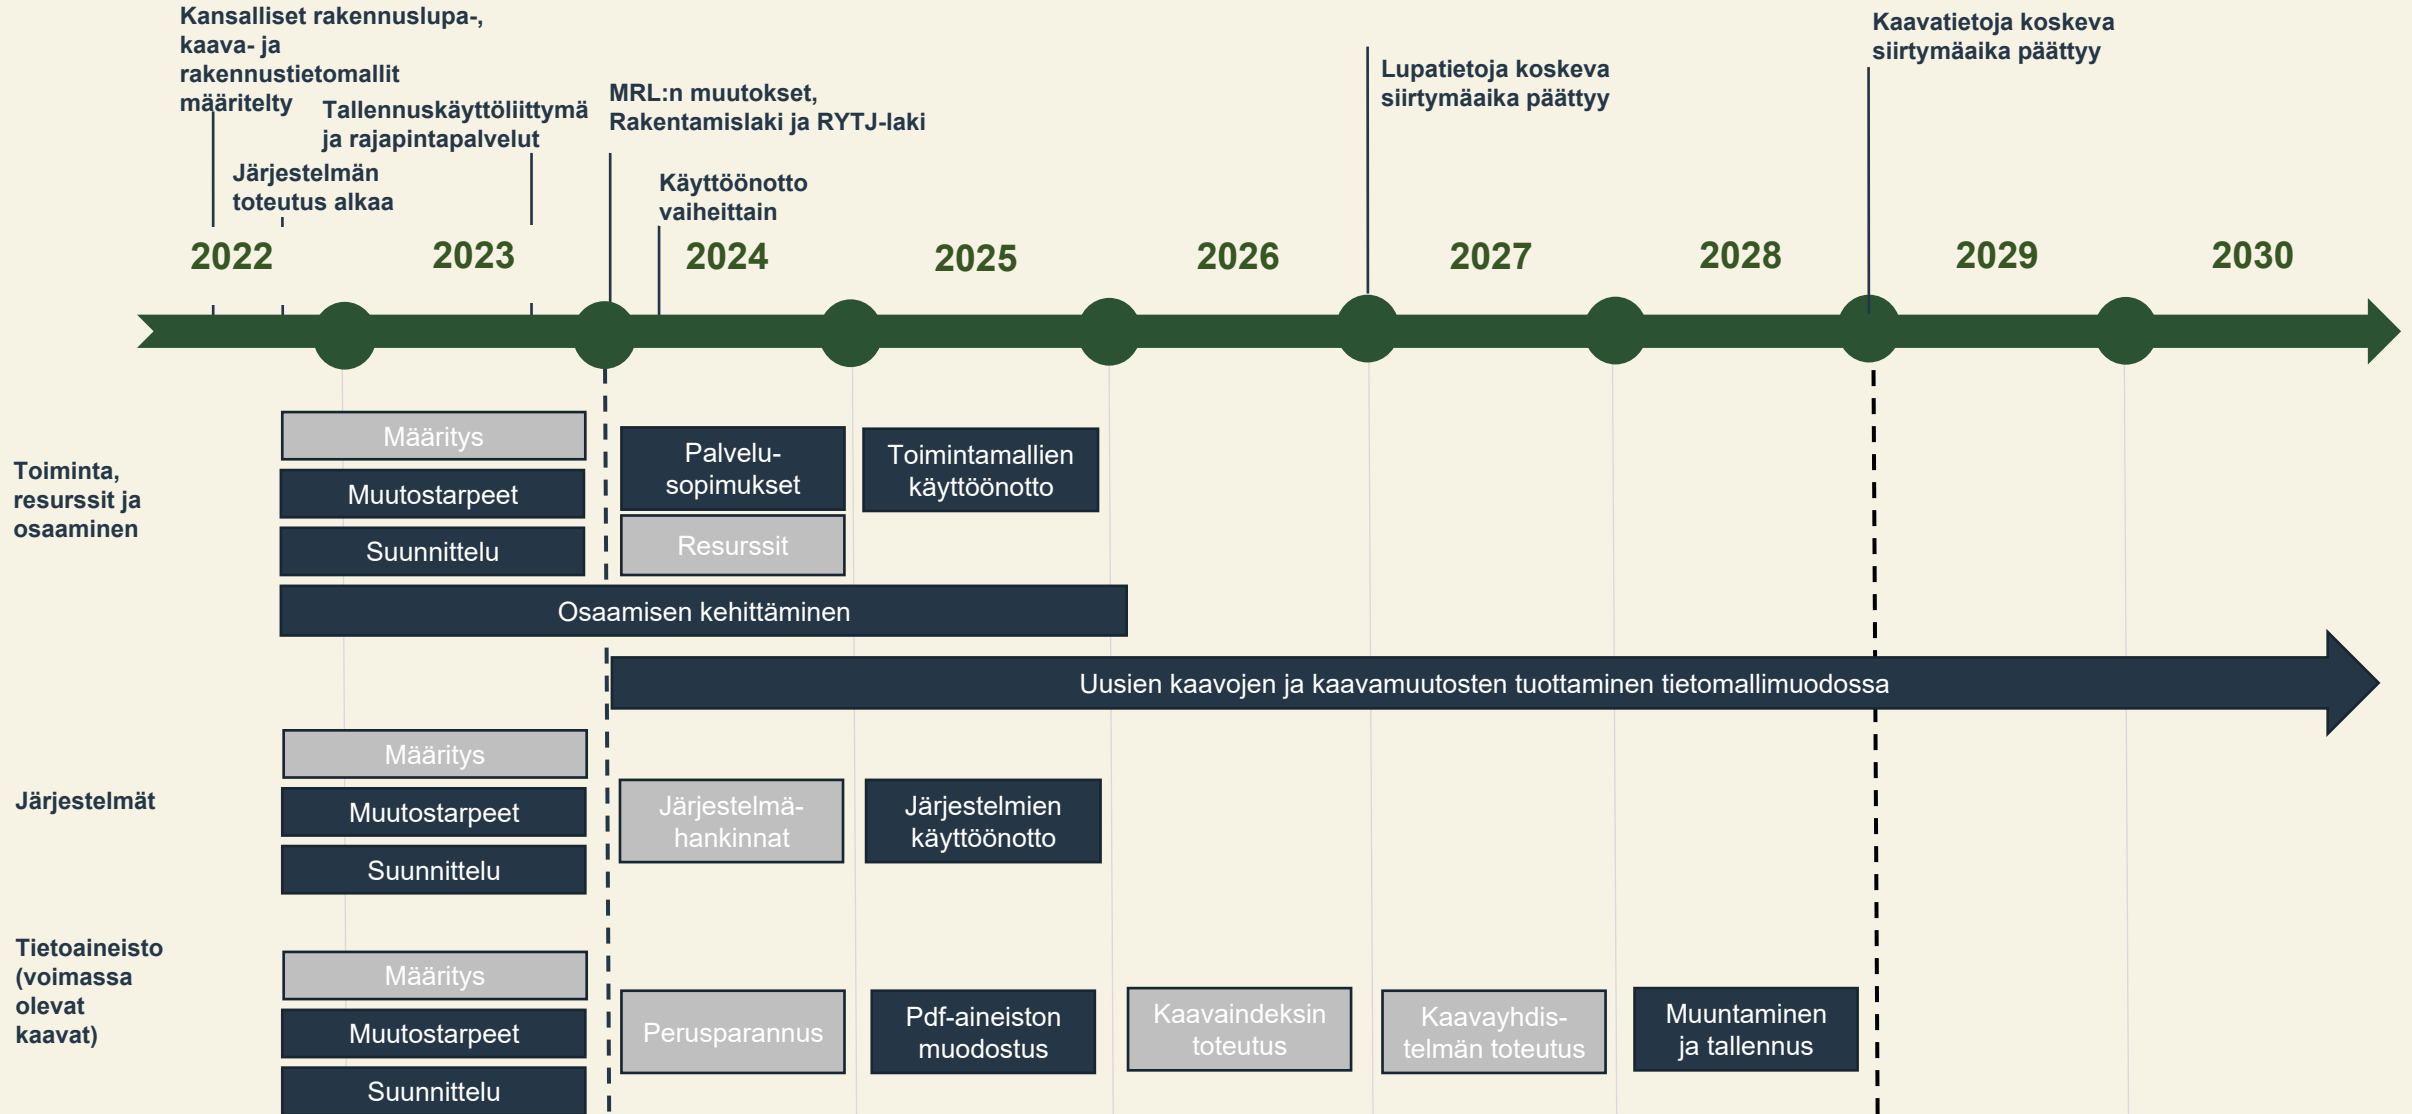 Kansalliset rakennuslupa-,
kaava- ja
rakennustietomallit
määritelty
Tallennuskäyttöliittymä
ja rajapintapalvelut
Järjestelmän
toteutus alkaa
MRL:n muutokset,
Rakentamislaki ja RYTJ-laki
Käyttöönotto
vaiheittain
Lupatietoja koskeva
siirtymäaika päättyy
Kaavatietoja koskeva
siirtymäaika päättyy
2022
2023
2024
2025
2026
2027
2028
2029
2030
Toiminta,
resurssit ja
osaaminen
Määritys
Muutostarpeet
Suunnittelu
Palvelu-
sopimukset
Resurssit
Toimintamallien
käyttöönotto
Osaamisen kehittäminen
Uusien kaavojen ja kaavamuutosten tuottaminen tietomallimuodossa
Järjestelmät
Määritys
Muutostarpeet
Suunnittelu
Järjestelmä-
hankinnat
Järjestelmien
käyttöönotto
Tietoaineisto
(voimassa
olevat
kaavat)
Määritys
Muutostarpeet
Suunnittelu
Perusparannus
Pdf-aineiston
muodostus
Kaavaindeksin
toteutus
Kaavayhdis-
telmän toteutus
Muuntaminen
ja tallennus